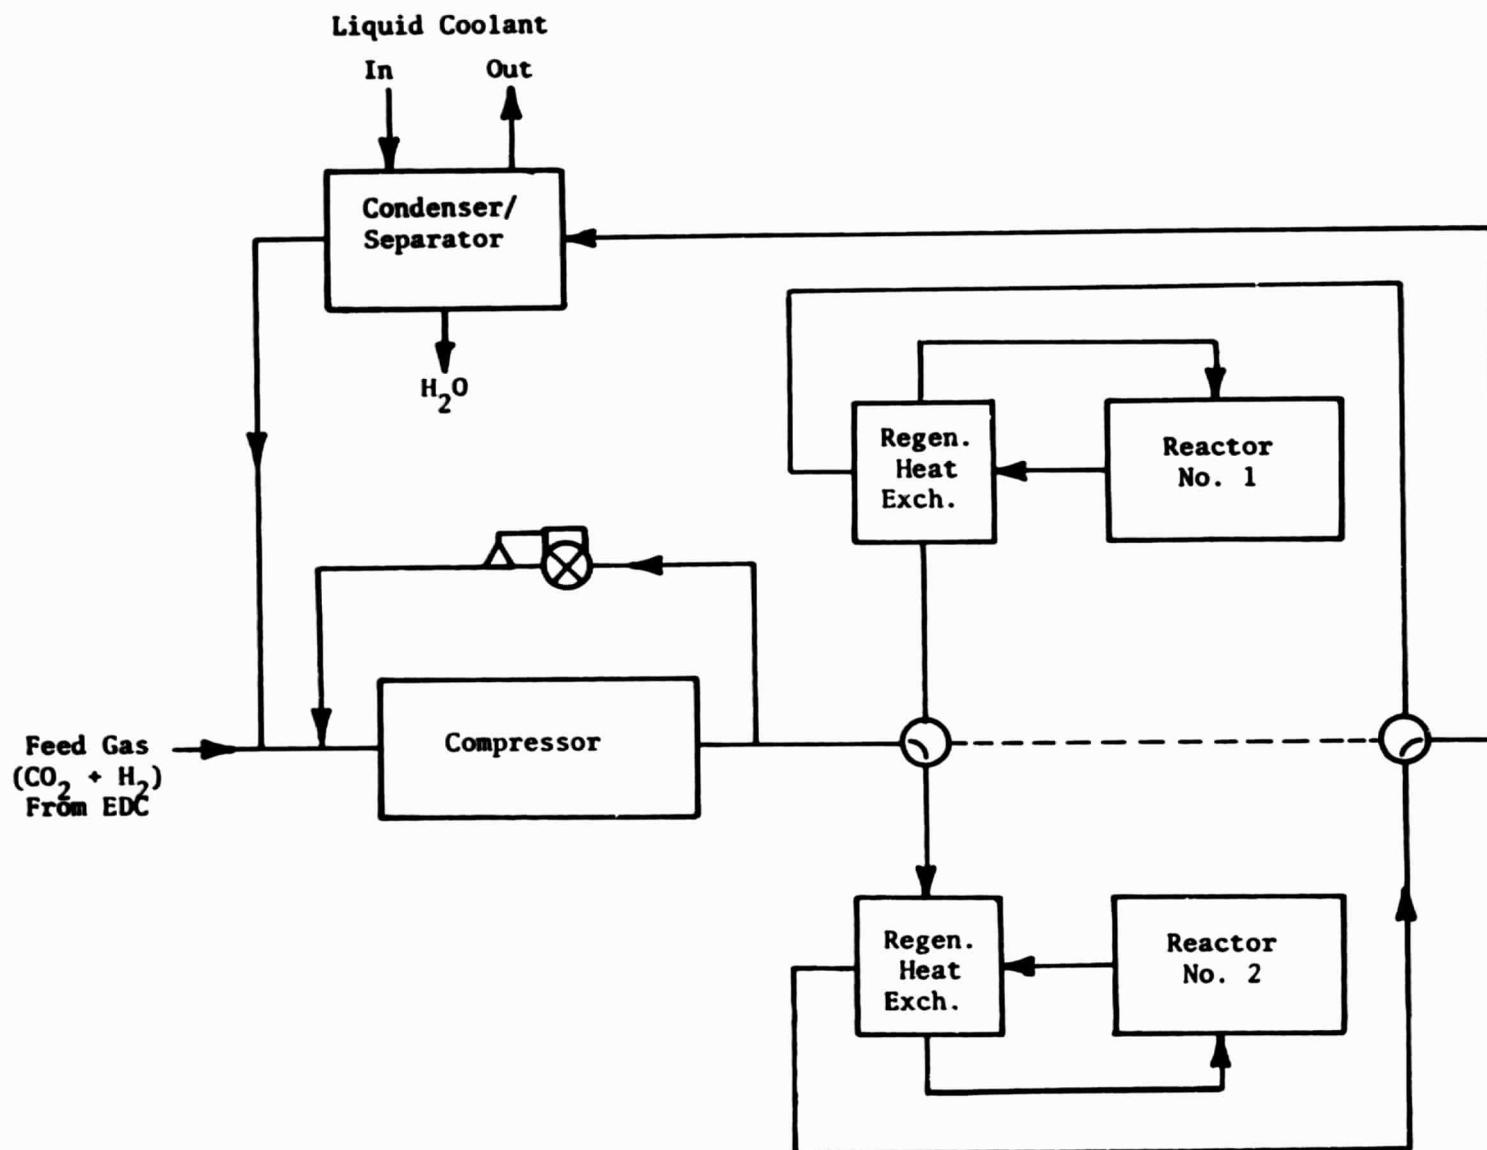 Liquid Coolant
In Out
Condenser/
Separator
H₂O
Regen.
Heat
Exch.
Reactor
No. 1
Compressor
Feed Gas
(CO₂ + H₂)
From EDC
Regen.
Heat
Exch.
Reactor
No. 2